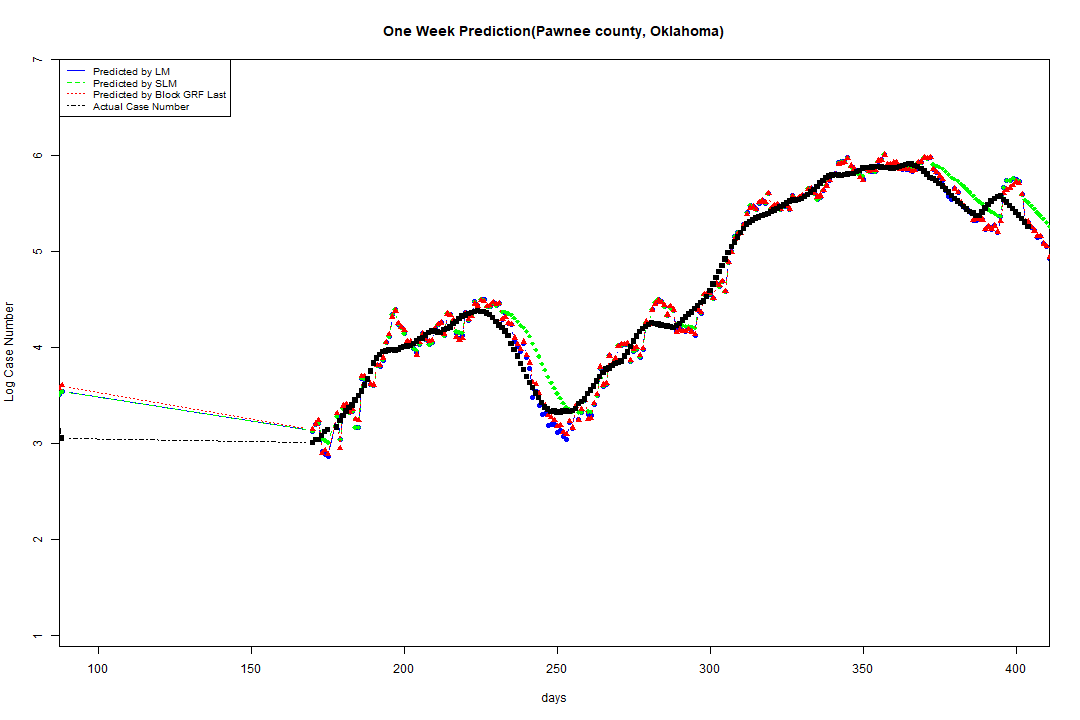 One Week Prediction(Pawnee county, Oklahoma)
Predicted by LM
Predicted by SLM
Predicted by Block GRF Last
Actual Case Number
Log Case Number
7
6
5
4
3
2
1
100 150 200 250 300 350 400
days